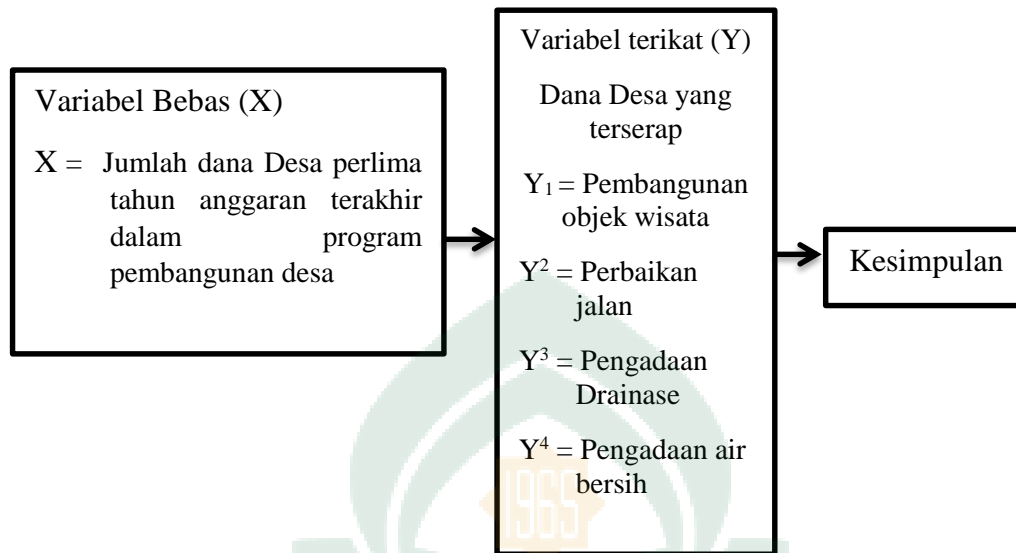 Variabel Bebas (X)
X = Jumlah dana Desa perlima
tahun anggaran terakhir
dalam program
pembangunan desa
Variabel terikat (Y)
Dana Desa yang
terserap
Y₁ = Pembangunan
objek wisata
Y² = Perbaikan
jalan
Y³ = Pengadaan
Drainase
Y⁴ = Pengadaan air
bersih
Kesimpulan
1965